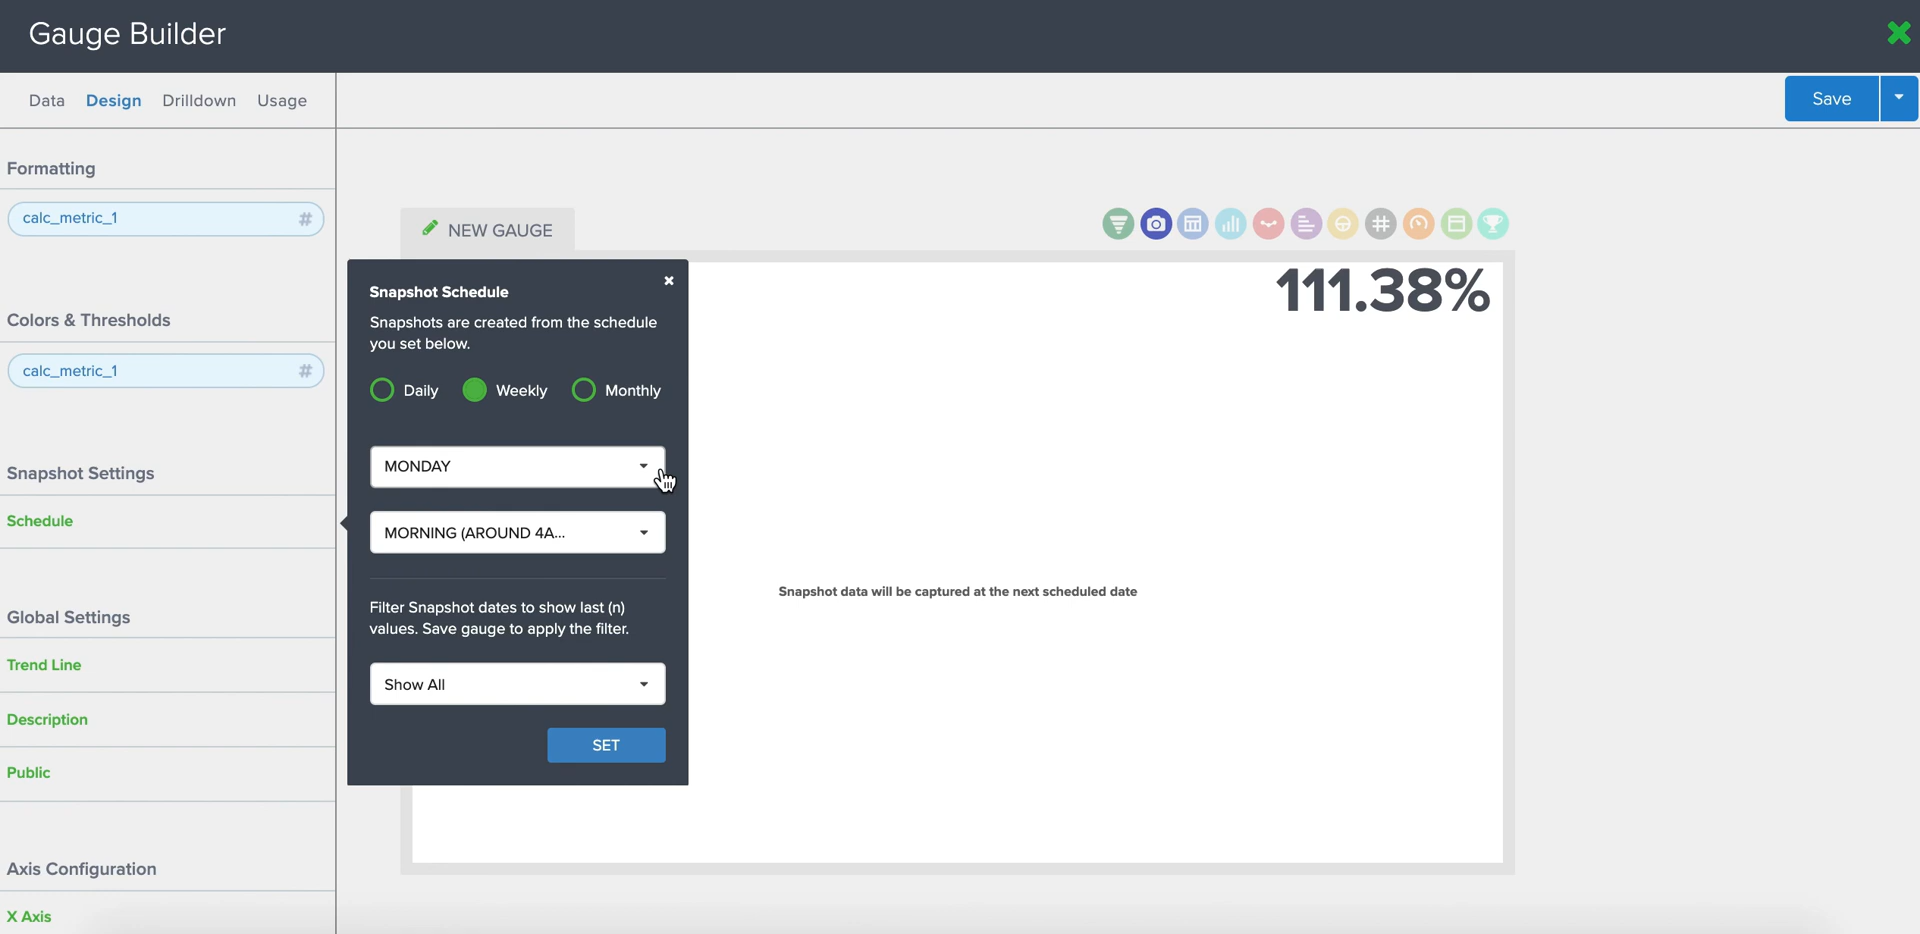 Gauge Builder
Data Design Drilldown Usage
Save
Formatting
calc_metric_1 #
Colors & Thresholds
calc_metric_1 #
Snapshot Settings
Schedule
Global Settings
Trend Line
Description
Public
Axis Configuration
X Axis
NEW GAUGE
111.38%
Snapshot Schedule
Snapshots are created from the schedule
you set below.
Daily Weekly Monthly
MONDAY
MORNING (AROUND 4A...
Filter Snapshot dates to show last (n)
values. Save gauge to apply the filter.
Show All
SET
Snapshot data will be captured at the next scheduled date